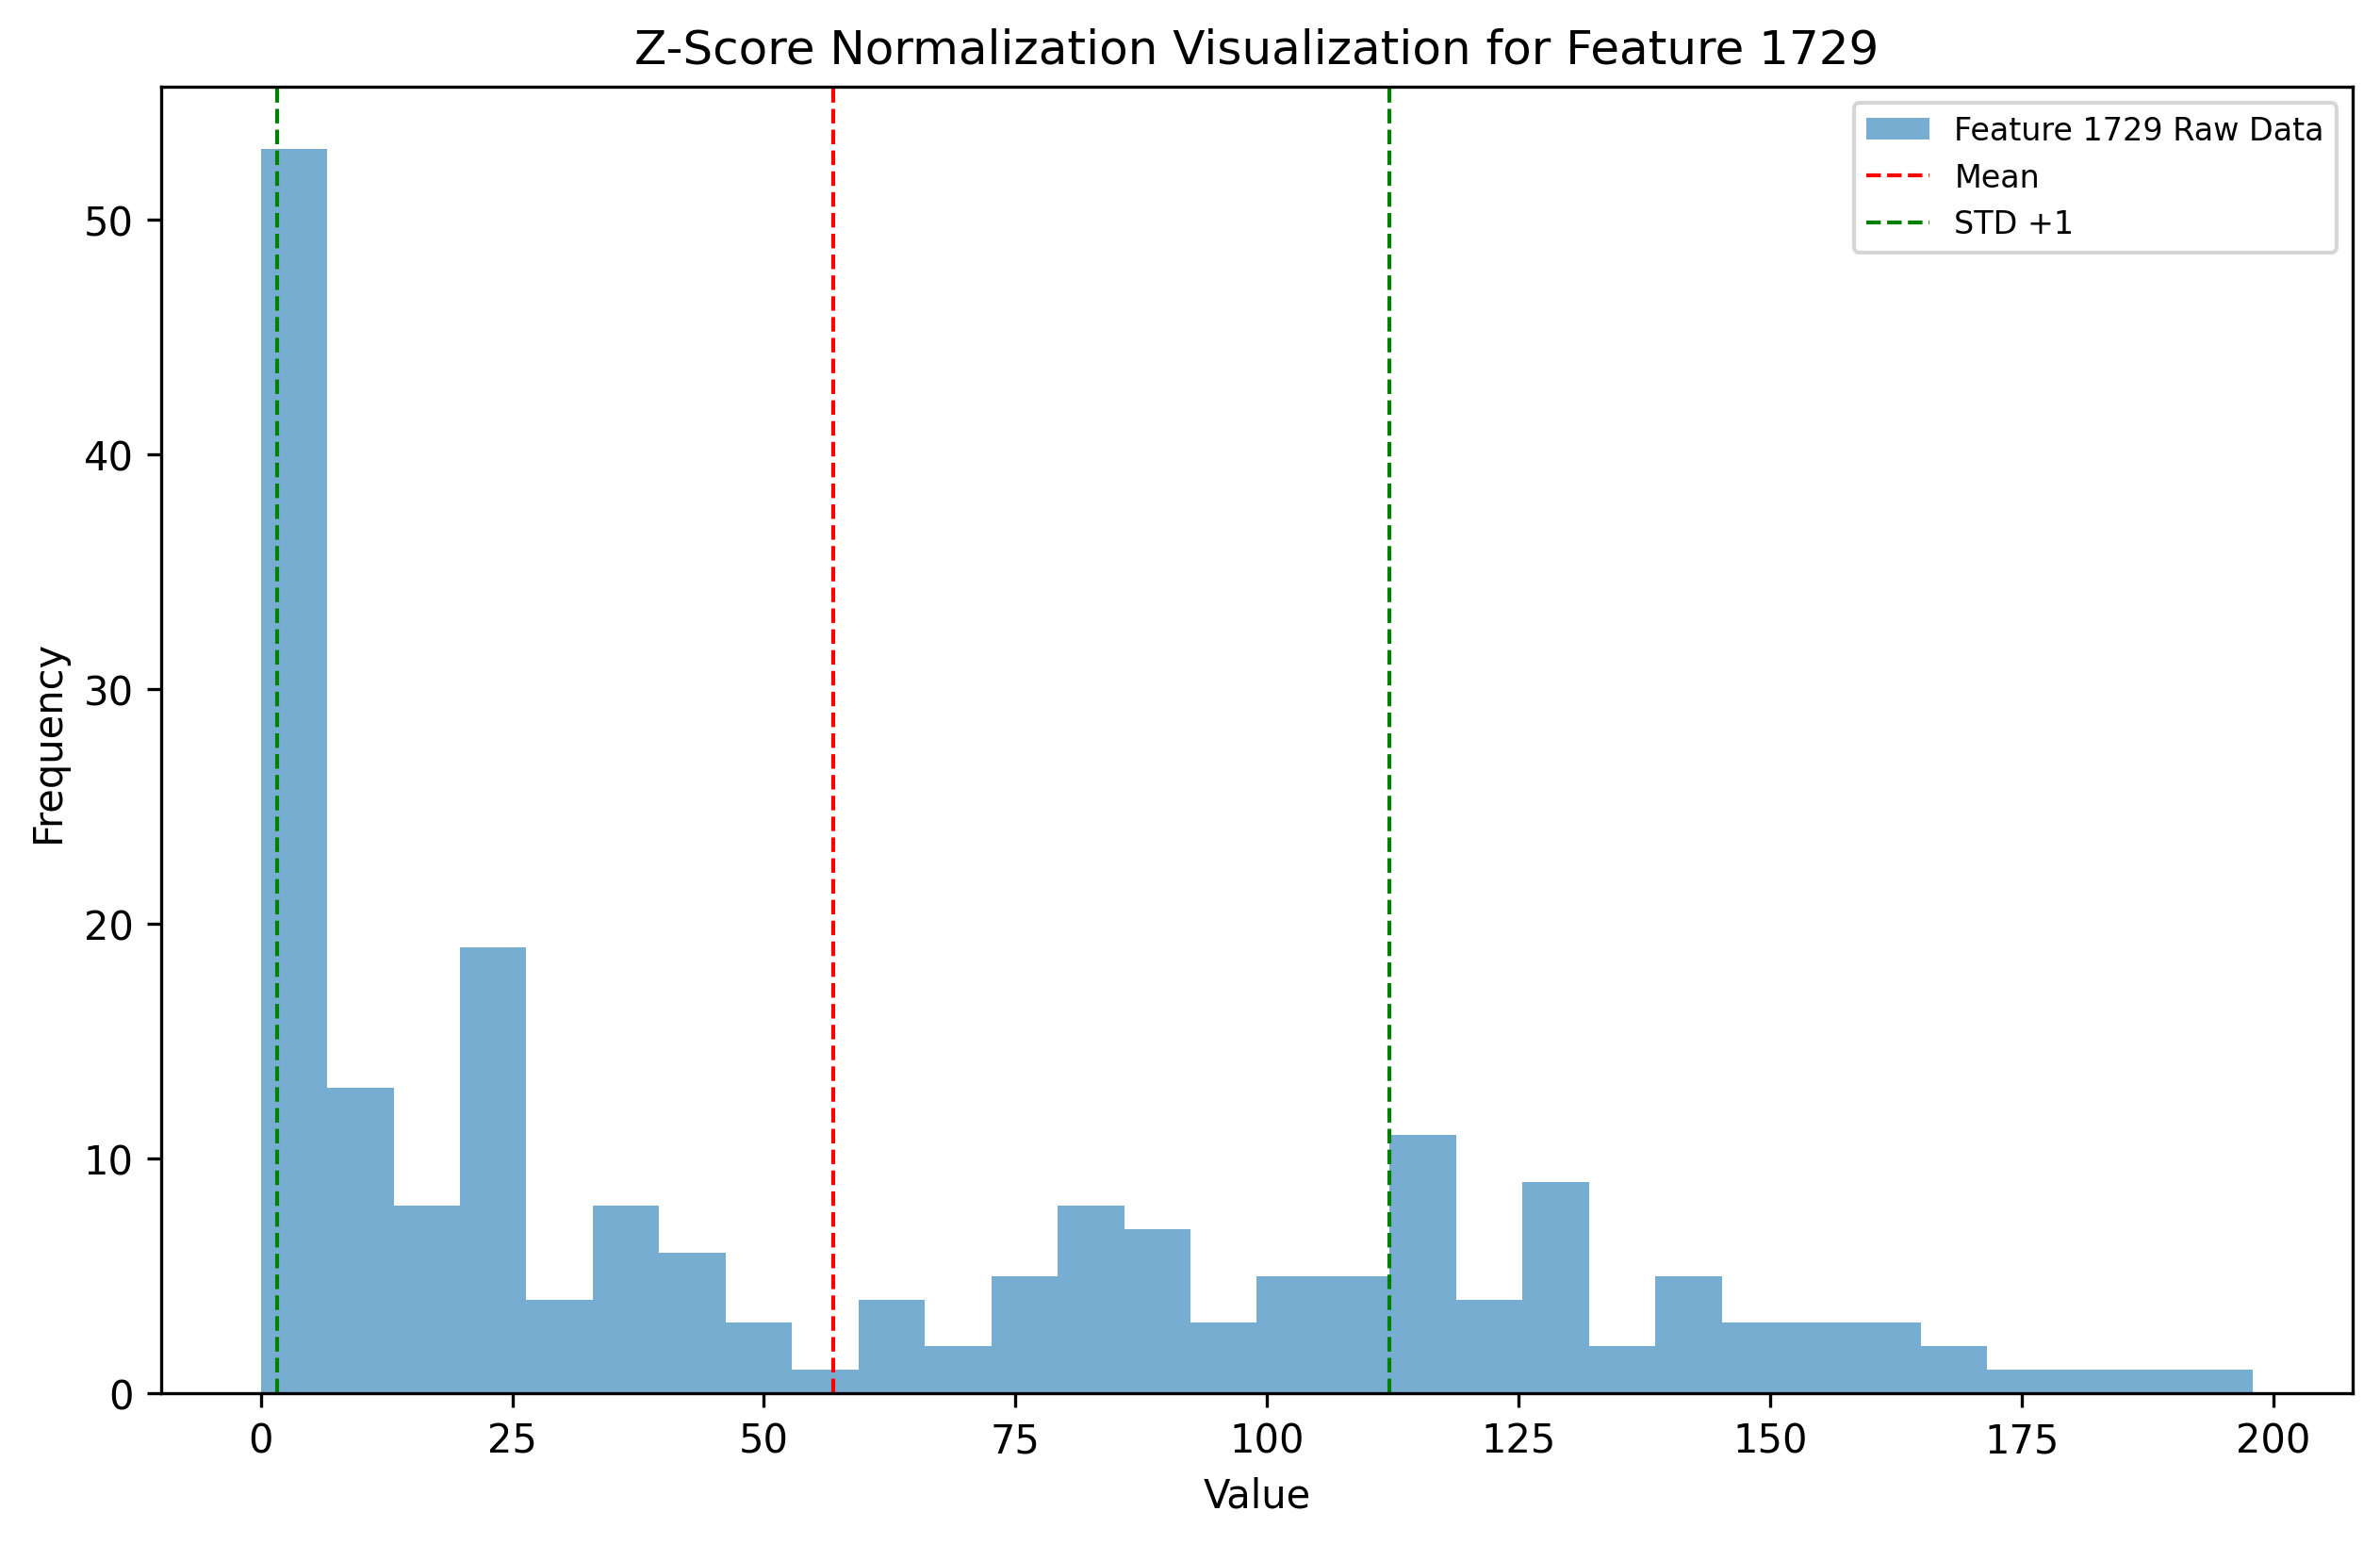 Z-Score Normalization Visualization for Feature 1729
Feature 1729 Raw Data
Mean
STD +1
50
40
30
20
10
0
Frequency
0 25 50 75 100 125 150 175 200
Value